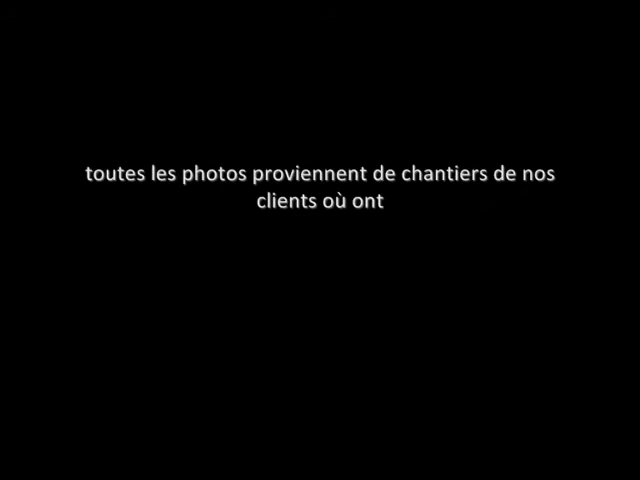 toutes les photos proviennent de chantiers de nos
clients où ont